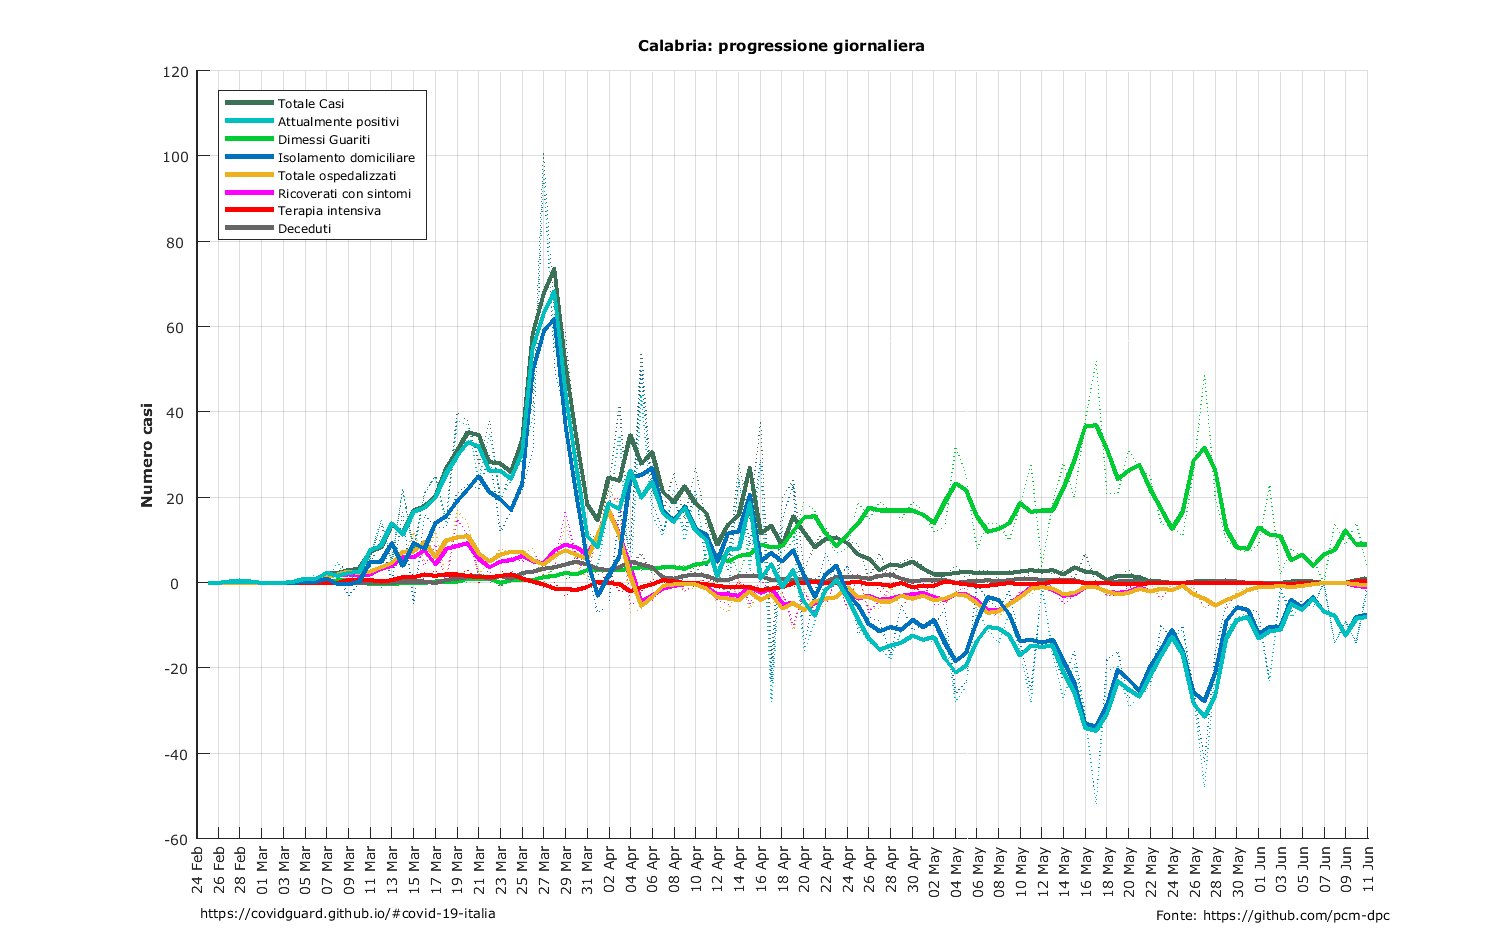 Calabria: progressione giornaliera
Numero casi
120
100
80
60
40
20
0
-20
-40
-60
Totale Casi
Attualmente positivi
Dimessi Guariti
Isolamento domiciliare
Totale ospedalizzati
Ricoverati con sintomi
Terapia intensiva
Deceduti
24 Feb
26 Feb
28 Feb
01 Mar
03 Mar
05 Mar
07 Mar
09 Mar
11 Mar
13 Mar
15 Mar
17 Mar
19 Mar
21 Mar
23 Mar
25 Mar
27 Mar
29 Mar
31 Mar
02 Apr
04 Apr
06 Apr
08 Apr
10 Apr
12 Apr
14 Apr
16 Apr
18 Apr
20 Apr
22 Apr
24 Apr
26 Apr
28 Apr
30 Apr
02 May
04 May
06 May
08 May
10 May
12 May
14 May
16 May
18 May
20 May
22 May
24 May
26 May
28 May
30 May
01 Jun
03 Jun
05 Jun
07 Jun
09 Jun
11 Jun
https://covidguard.github.io/#covid-19-italia
Fonte: https://github.com/pcm-dpc